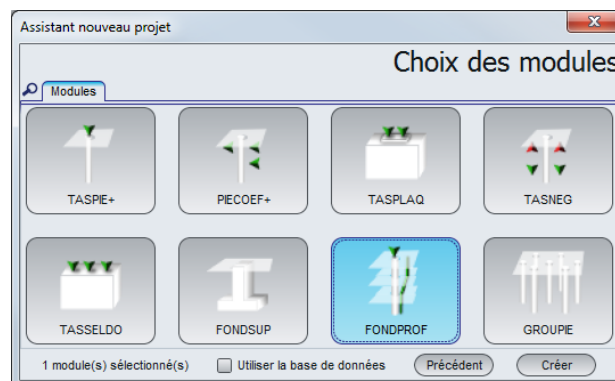 Assistant nouveau projet
Choix des modules
Modules
TASPIE+ PIECOEF+ TASPLAQ TASNEG
TASSELDO FONDSUP FONDPROF GROUPIE
1 module(s) sélectionné(s) Utiliser la base de données Précédent Créer